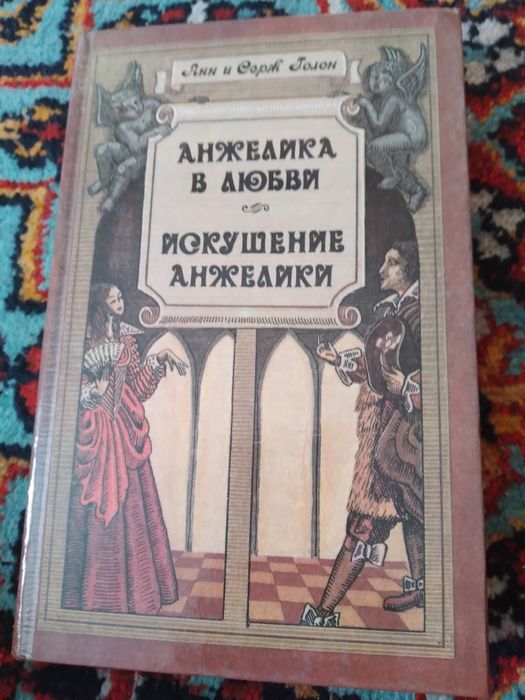 Анн и Серж Голон
АНЖЕЛИКА
В ЛЮБВИ
ИСКУШЕНИЕ
АНЖЕЛИКИ